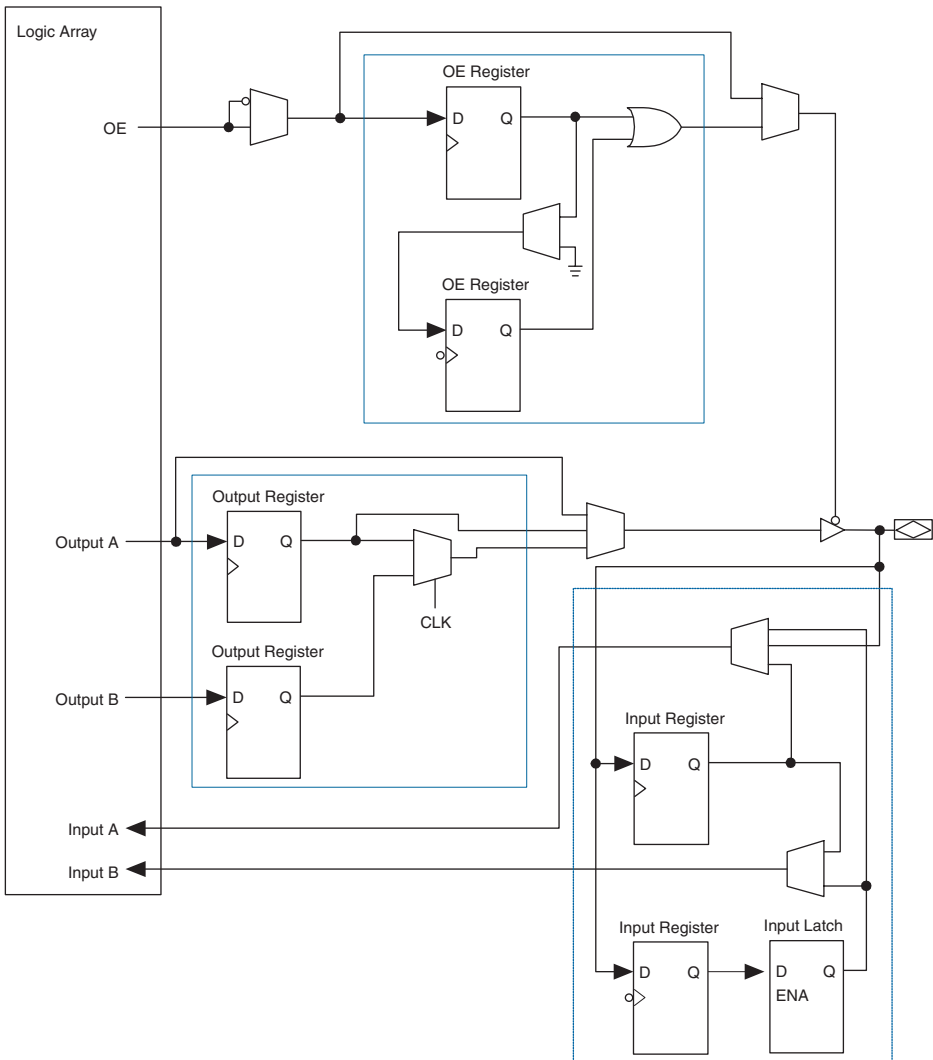 Logic Array
OE Register
OE
D Q
OE Register
D Q
Output Register
Output A
D Q
CLK
Output Register
Output B
D Q
Input Register
D Q
Input A
Input B
Input Register
Input Latch
D Q
D Q
ENA